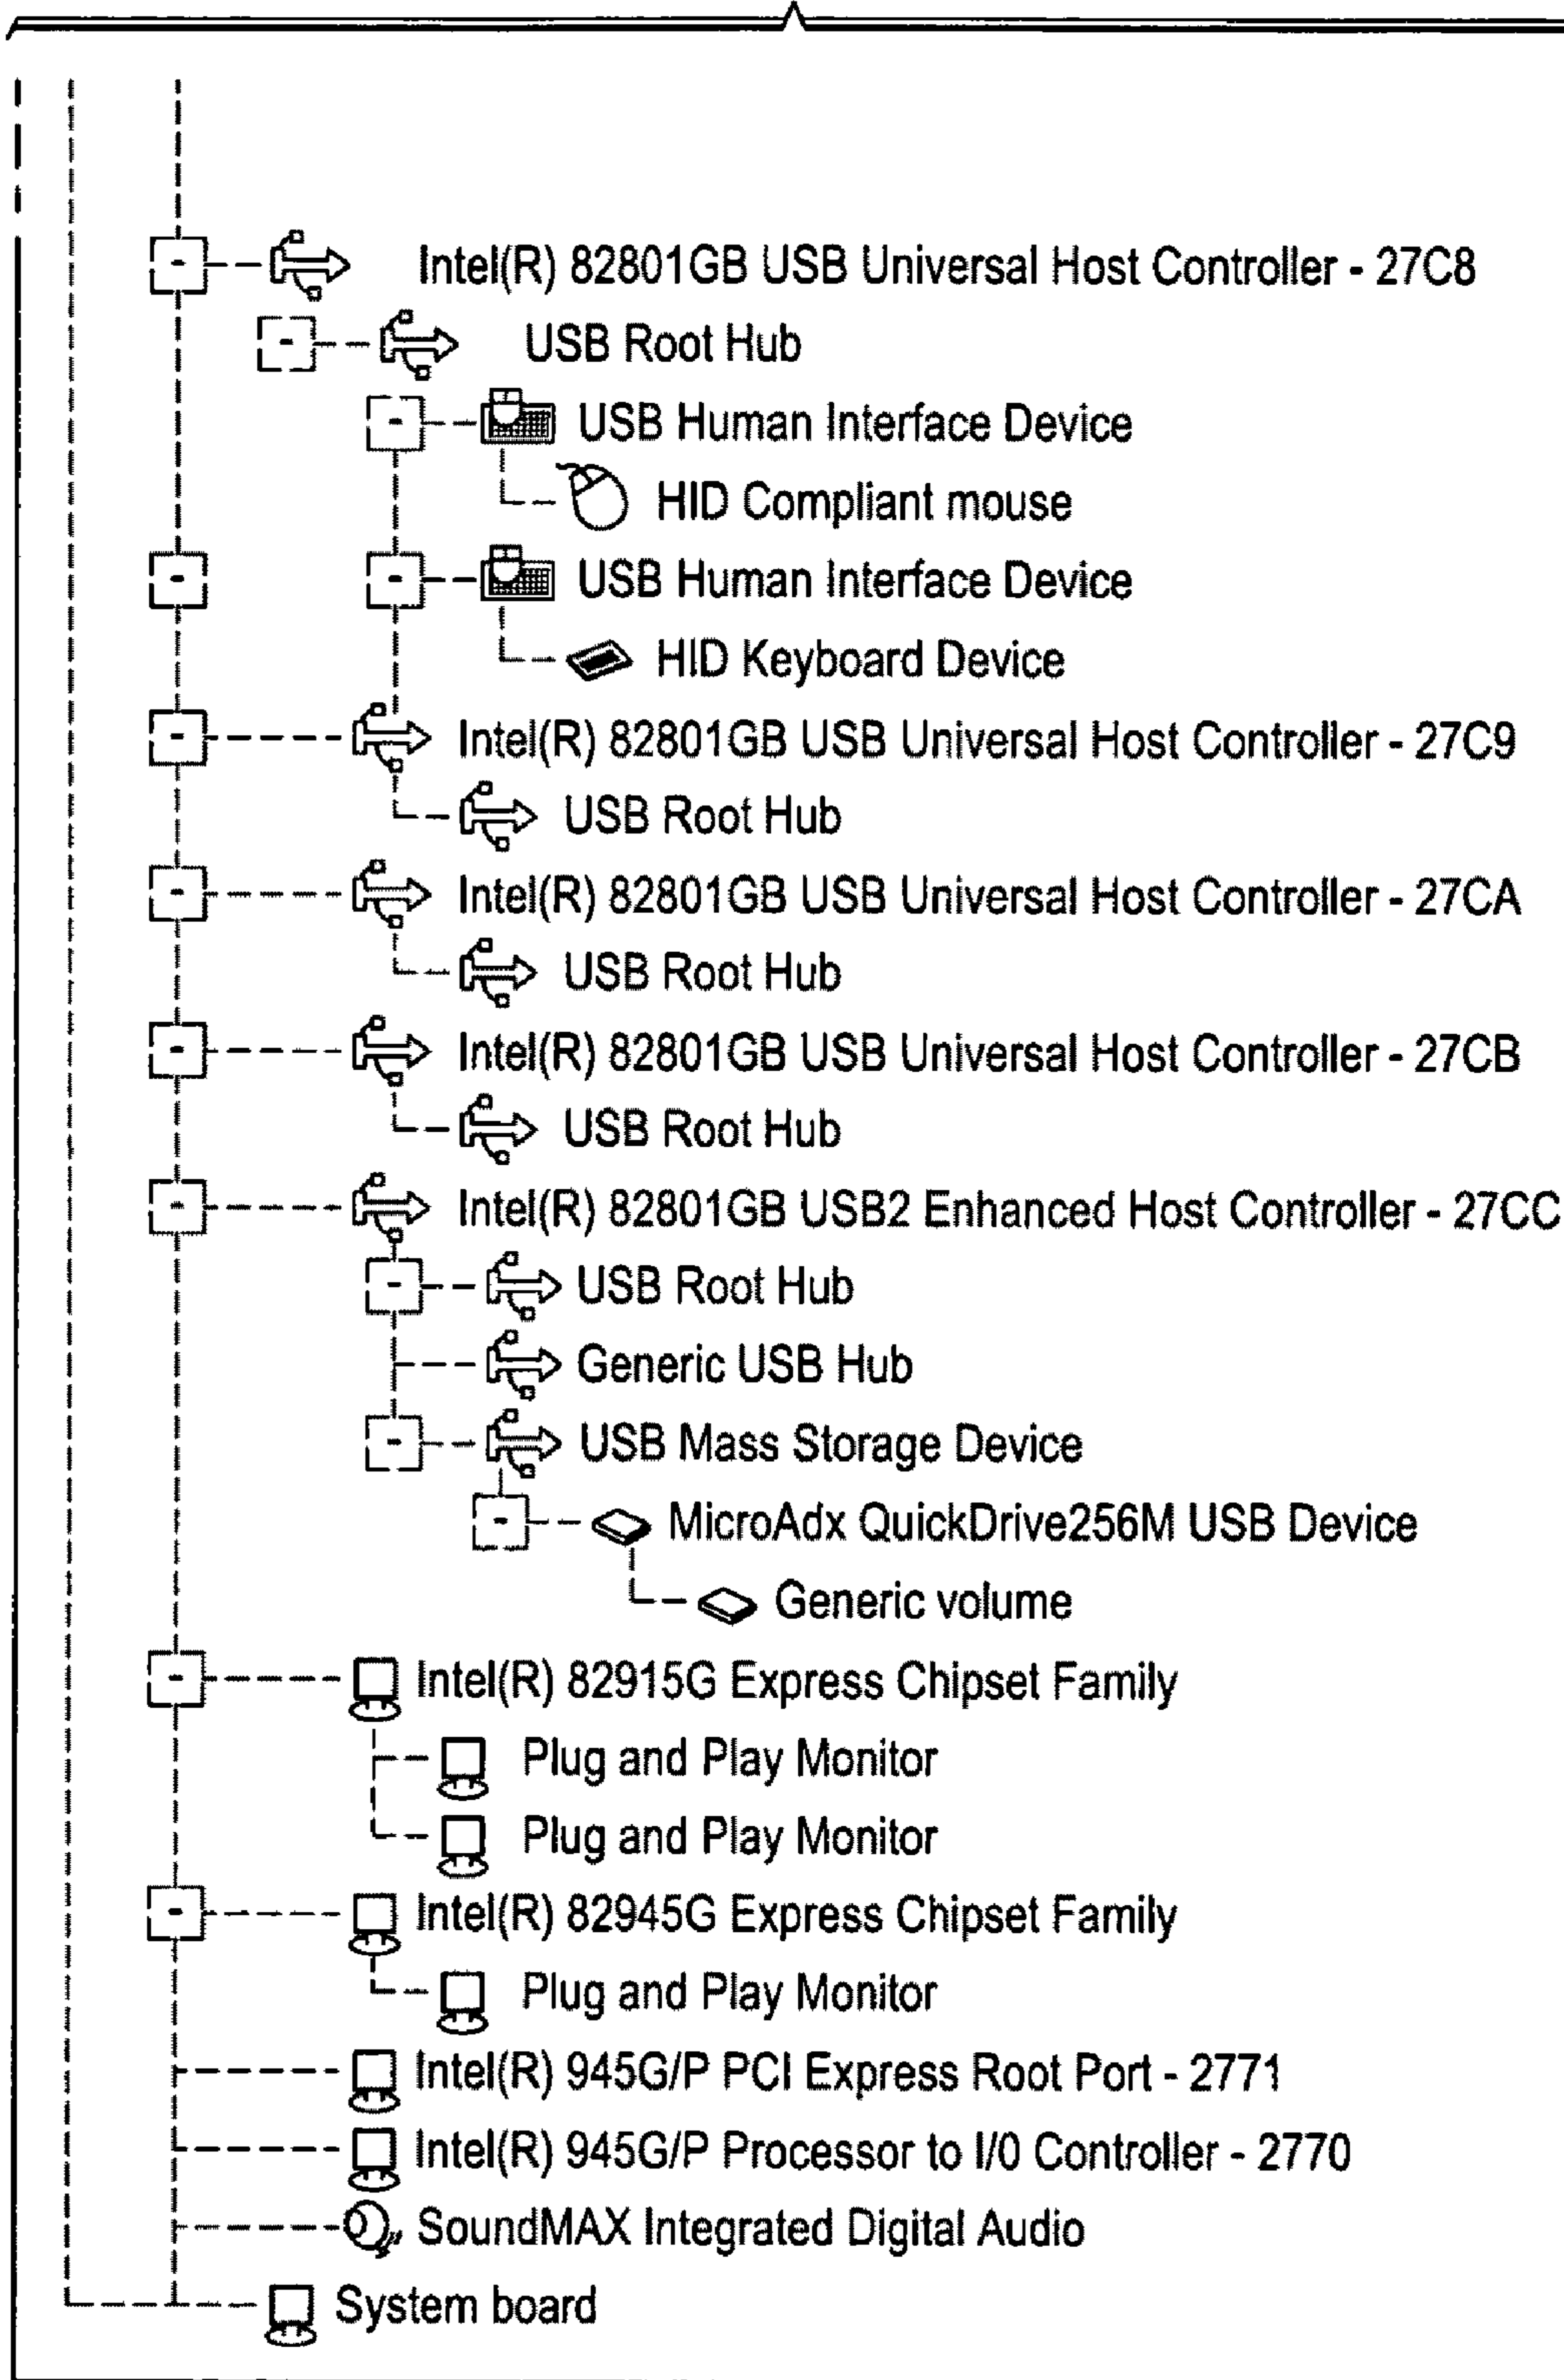 Intel(R) 82801GB USB Universal Host Controller - 27C8
USB Root Hub
USB Human Interface Device
HID Compliant mouse
USB Human Interface Device
HID Keyboard Device
Intel(R) 82801GB USB Universal Host Controller - 27C9
USB Root Hub
Intel(R) 82801GB USB Universal Host Controller - 27CA
USB Root Hub
Intel(R) 82801GB USB Universal Host Controller - 27CB
USB Root Hub
Intel(R) 82801GB USB2 Enhanced Host Controller - 27CC
USB Root Hub
Generic USB Hub
USB Mass Storage Device
MicroAdx QuickDrive256M USB Device
Generic volume
Intel(R) 82915G Express Chipset Family
Plug and Play Monitor
Plug and Play Monitor
Intel(R) 82945G Express Chipset Family
Plug and Play Monitor
Intel(R) 945G/P PCI Express Root Port - 2771
Intel(R) 945G/P Processor to I/0 Controller - 2770
SoundMAX Integrated Digital Audio
System board